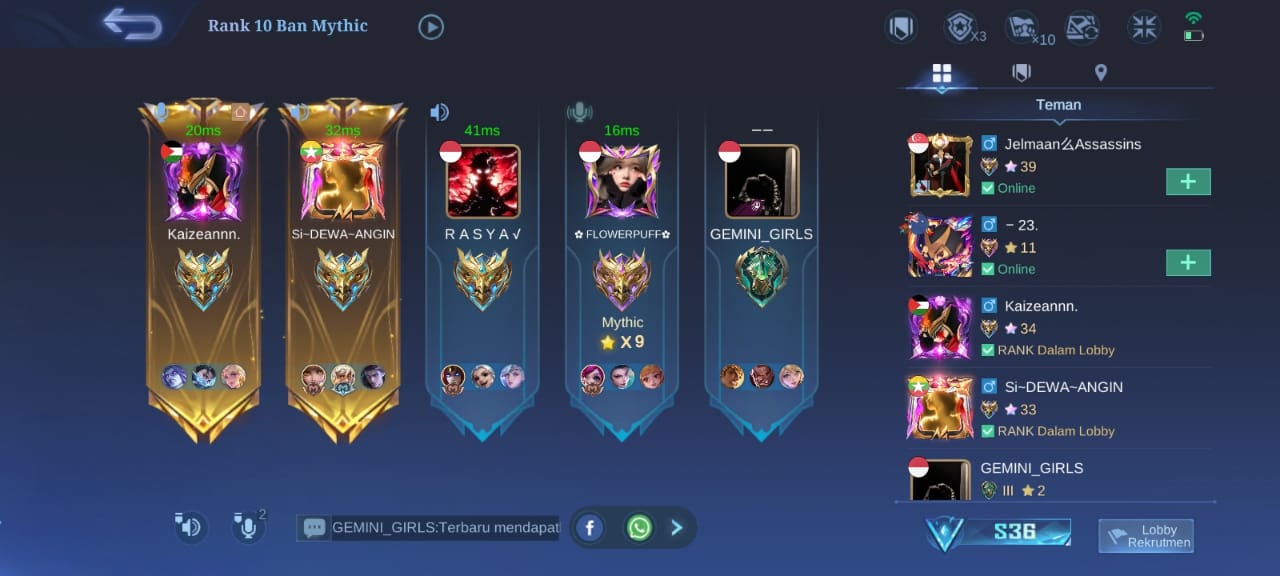 Rank 10 Ban Mythic
X3
×10
Teman
20ms
32ms
41ms
16ms
——
Kaizeannn.
Si~DEWA~ANGIN
R A S Y A √
✿ FLOWERPUFF✿
GEMINI_GIRLS
Mythic
X 9
Jelmaan么Assassins
39
Online
− 23.
11
Online
Kaizeannn.
34
RANK Dalam Lobby
Si~DEWA~ANGIN
33
RANK Dalam Lobby
GEMINI_GIRLS
III 2
2
GEMINI_GIRLS:Terbaru mendapat
S36
Lobby
Rekrutmen